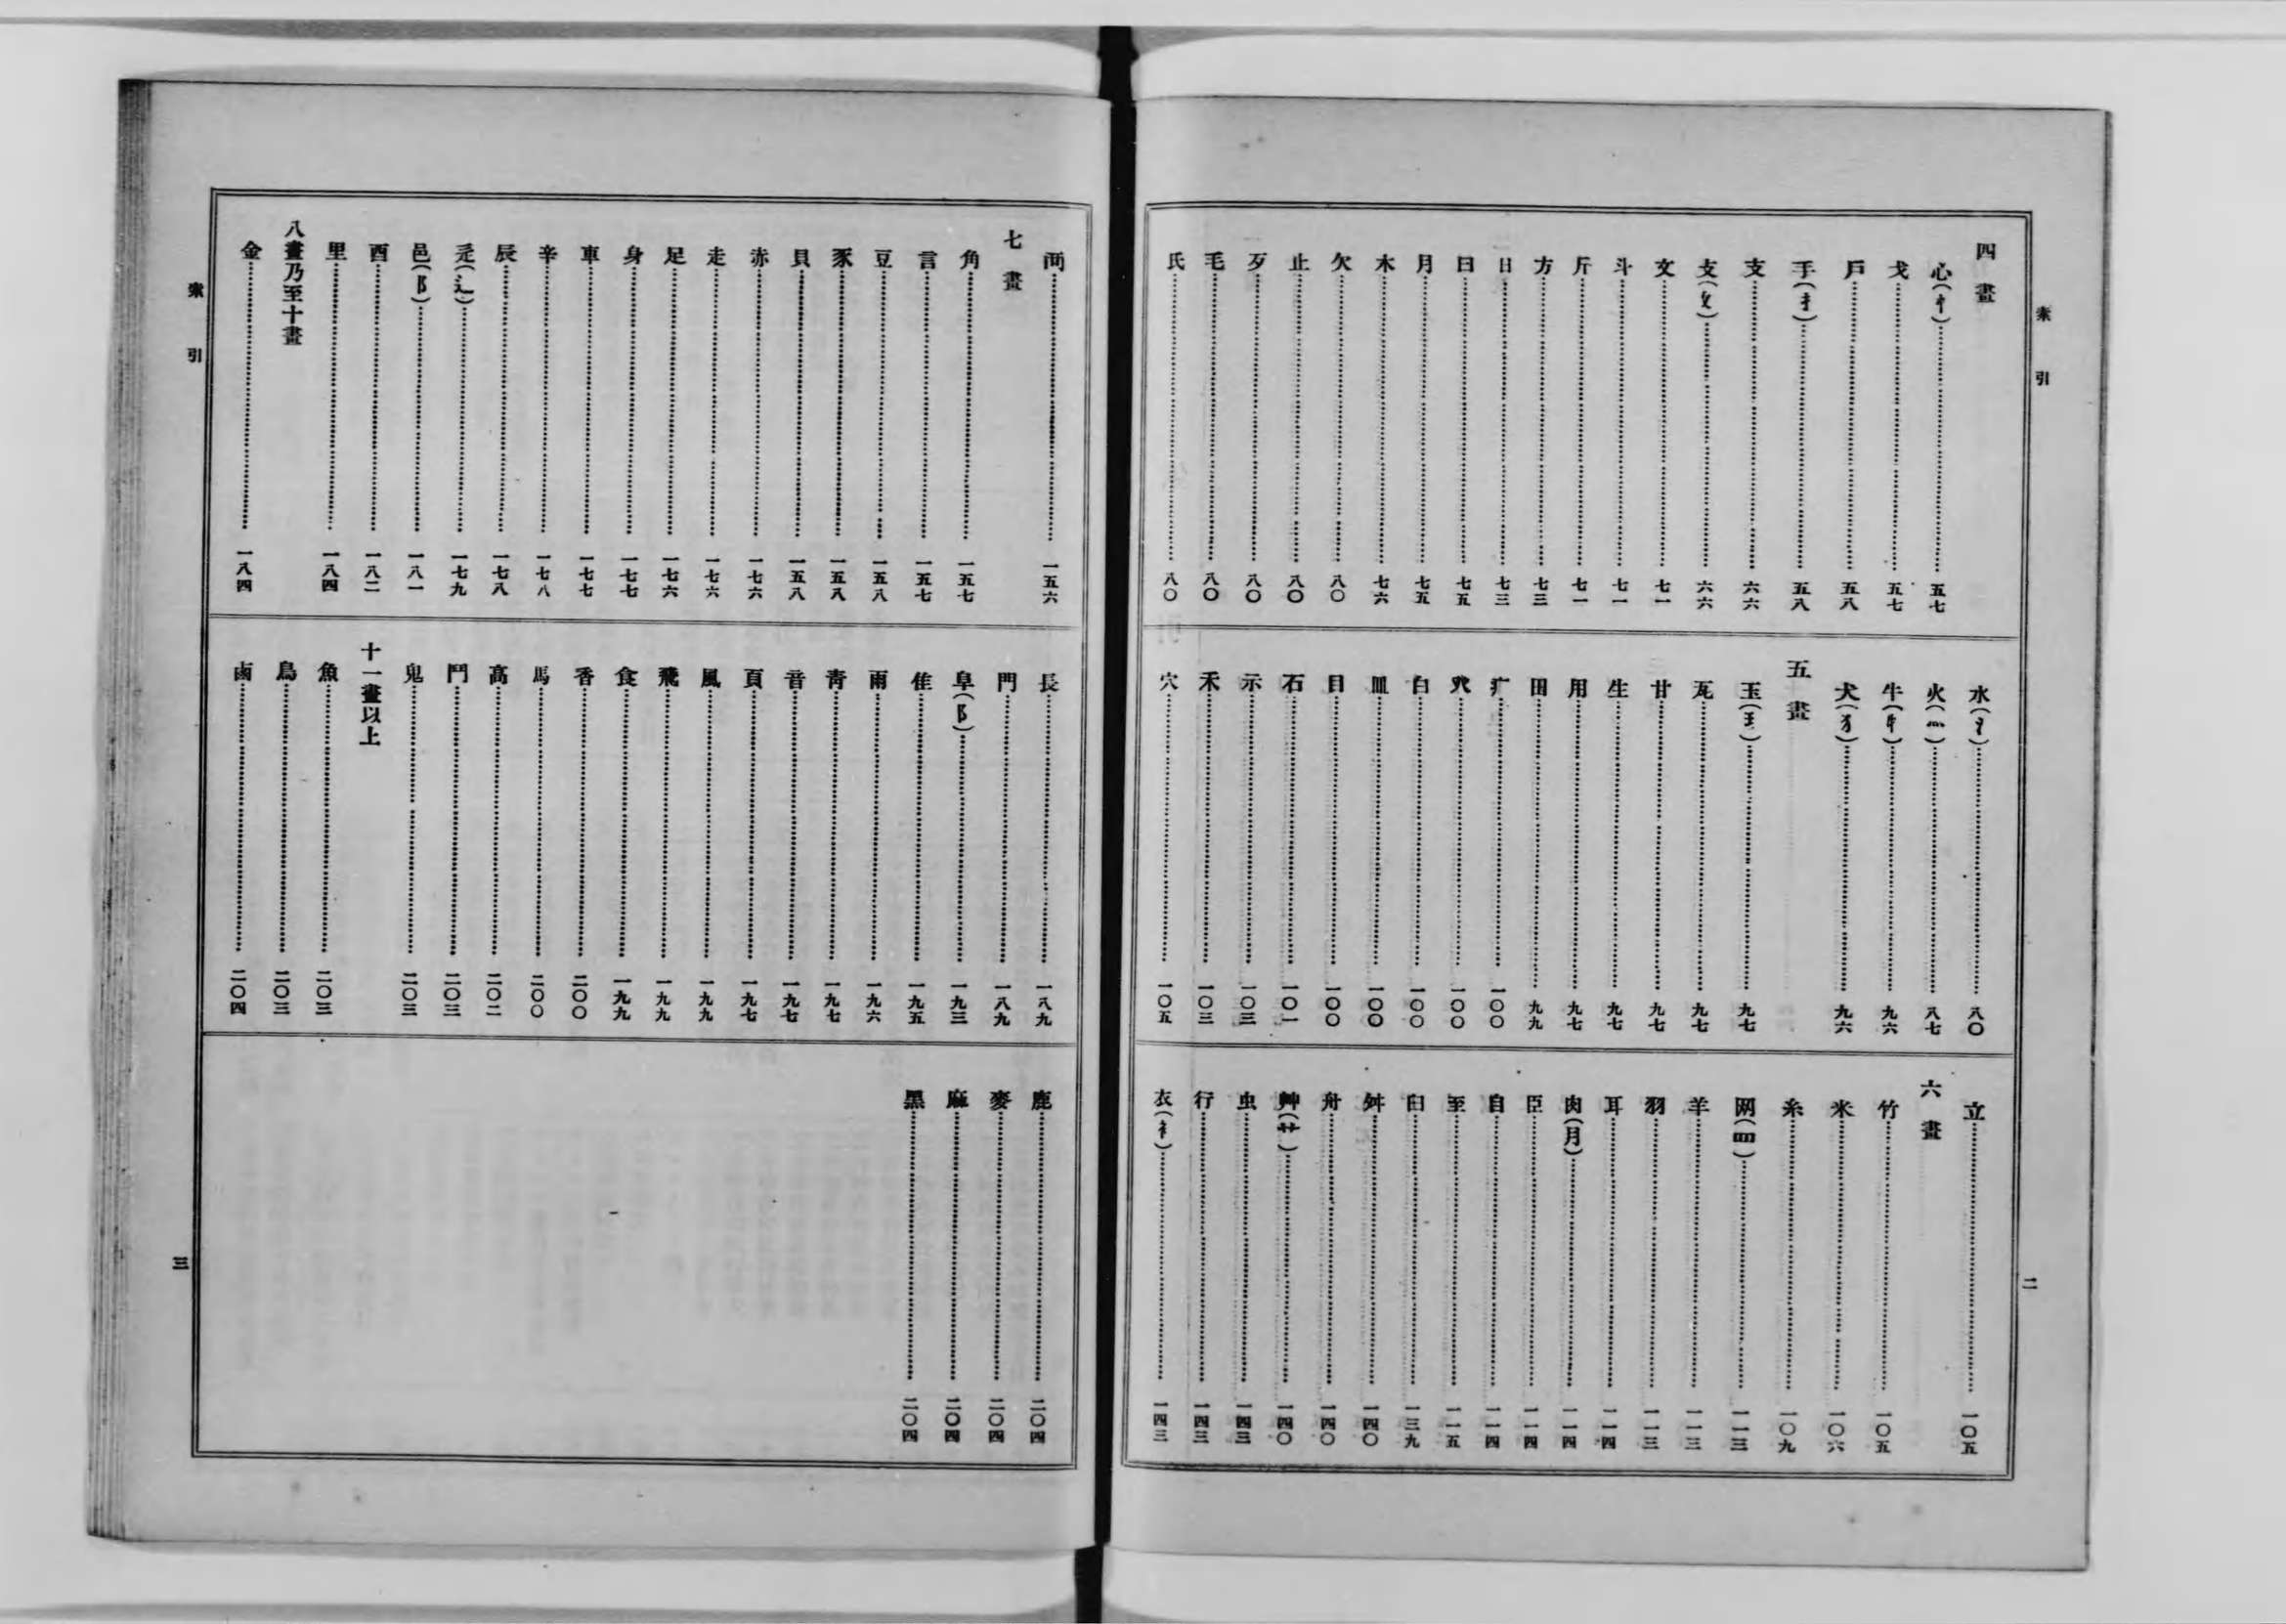 索引
四畫
心(忄)……五七
戈……五七
戶……五八
手(扌)……五八
支……六六
攴(攵)……六六
文……七一
斗……七一
斤……七一
方……七三
日……七三
曰……七五
月……七五
木……七六
欠……八〇
止……八〇
歹……八〇
毛……八〇
氏……八〇
水(氵)……八〇
火(灬)……八七
牛(牜)……九六
犬(犭)……九六
五畫
玉(王)……九七
瓦……九七
甘……九七
生……九七
用……九七
田……九九
疒……一〇〇
癶……一〇〇
白……一〇〇
皿……一〇〇
目……一〇〇
石……一〇一
示……一〇三
禾……一〇三
穴……一〇五
立……一〇五
六畫
竹……一〇五
米……一〇六
糸……一〇九
网(罒)……一一三
羊……一一三
羽……一一三
耳……一一四
肉(月)……一一四
臣……一一四
自……一一四
至……一一五
臼……一三九
舛……一四〇
舟……一四〇
艸(艹)……一四〇
虫……一四三
行……一四三
衣(衤)……一四三
二
襾……一五六
七畫
角……一五七
言……一五七
豆……一五八
豕……一五八
貝……一五八
赤……一七六
走……一七六
足……一七六
身……一七七
車……一七七
辛……一七八
辰……一七八
辵(辶)……一七九
邑(阝)……一八一
酉……一八二
里……一八四
八畫乃至十畫
金……一八四
長……一八九
門……一八九
阜(阝)……一九三
隹……一九五
雨……一九六
靑……一九七
音……一九七
頁……一九七
風……一九九
飛……一九九
食……一九九
香……二〇〇
馬……二〇〇
高……二〇二
鬥……二〇三
鬼……二〇三
十一畫以上
魚……二〇三
鳥……二〇三
鹵……二〇四
鹿……二〇四
麥……二〇四
麻……二〇四
黑……二〇四
索引
三